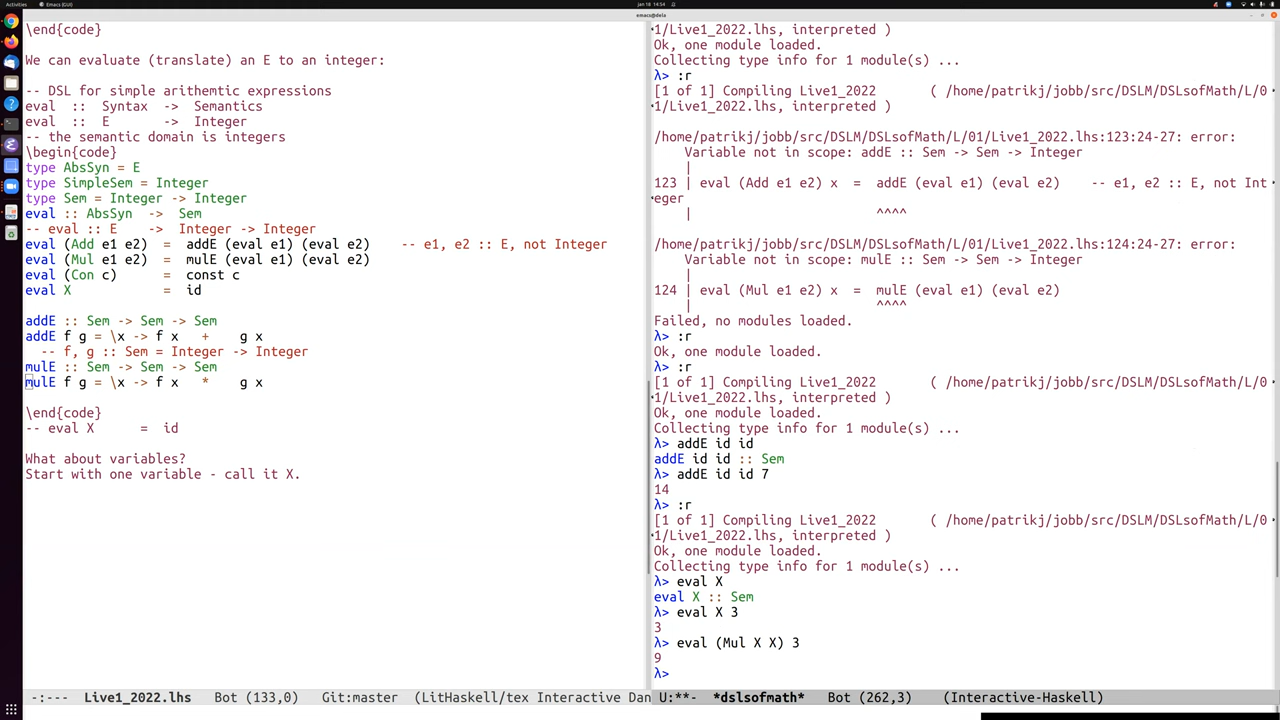 Activities
Emacs (GUI)
Jan 18 14:54
emacs@dela
\end{code}
We can evaluate (translate) an E to an integer:
-- DSL for simple arithemtic expressions
eval :: Syntax -> Semantics
eval :: E -> Integer
-- the semantic domain is integers
\begin{code}
type AbsSyn = E
type SimpleSem = Integer
type Sem = Integer -> Integer
eval :: AbsSyn -> Sem
-- eval :: E -> Integer -> Integer
eval (Add e1 e2) = addE (eval e1) (eval e2) -- e1, e2 :: E, not Integer
eval (Mul e1 e2) = mulE (eval e1) (eval e2)
eval (Con c) = const c
eval X = id
addE :: Sem -> Sem -> Sem
addE f g = \x -> f x + g x
-- f, g :: Sem = Integer -> Integer
mulE :: Sem -> Sem -> Sem
mulE f g = \x -> f x * g x
\end{code}
-- eval X = id
What about variables?
Start with one variable - call it X.
-:--- Live1_2022.lhs Bot (133,0) Git:master (LitHaskell/tex Interactive Dan
1/Live1_2022.lhs, interpreted )
Ok, one module loaded.
Collecting type info for 1 module(s) ...
λ> :r
[1 of 1] Compiling Live1_2022 ( /home/patrikj/jobb/src/DSLM/DSLsofMath/L/0
1/Live1_2022.lhs, interpreted )
/home/patrikj/jobb/src/DSLM/DSLsofMath/L/01/Live1_2022.lhs:123:24-27: error:
Variable not in scope: addE :: Sem -> Sem -> Integer
|
123 | eval (Add e1 e2) x = addE (eval e1) (eval e2) -- e1, e2 :: E, not Int
eger
| ^^^^
/home/patrikj/jobb/src/DSLM/DSLsofMath/L/01/Live1_2022.lhs:124:24-27: error:
Variable not in scope: mulE :: Sem -> Sem -> Integer
|
124 | eval (Mul e1 e2) x = mulE (eval e1) (eval e2)
| ^^^^
Failed, no modules loaded.
λ> :r
Ok, one module loaded.
λ> :r
[1 of 1] Compiling Live1_2022 ( /home/patrikj/jobb/src/DSLM/DSLsofMath/L/0
1/Live1_2022.lhs, interpreted )
Ok, one module loaded.
Collecting type info for 1 module(s) ...
λ> addE id id
addE id id :: Sem
λ> addE id id 7
14
λ> :r
[1 of 1] Compiling Live1_2022 ( /home/patrikj/jobb/src/DSLM/DSLsofMath/L/0
1/Live1_2022.lhs, interpreted )
Ok, one module loaded.
Collecting type info for 1 module(s) ...
λ> eval X
eval X :: Sem
λ> eval X 3
3
λ> eval (Mul X X) 3
9
λ>
U:**- *dslsofmath* Bot (262,3) (Interactive-Haskell)